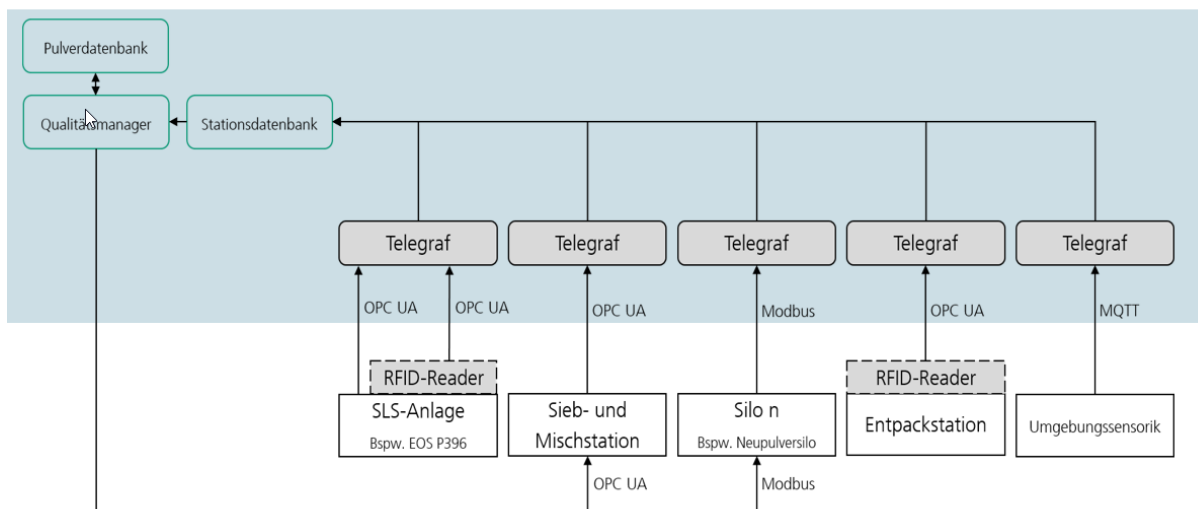 Pulverdatenbank
Qualitätsmanager
Stationsdatenbank
Telegraf
Telegraf
Telegraf
Telegraf
Telegraf
OPC UA
OPC UA
OPC UA
Modbus
OPC UA
MQTT
RFID-Reader
RFID-Reader
SLS-Anlage
Bspw. EOS P396
Sieb- und
Mischstation
Silo n
Bspw. Neupulversilo
Entpackstation
Umgebungssensorik
OPC UA
Modbus